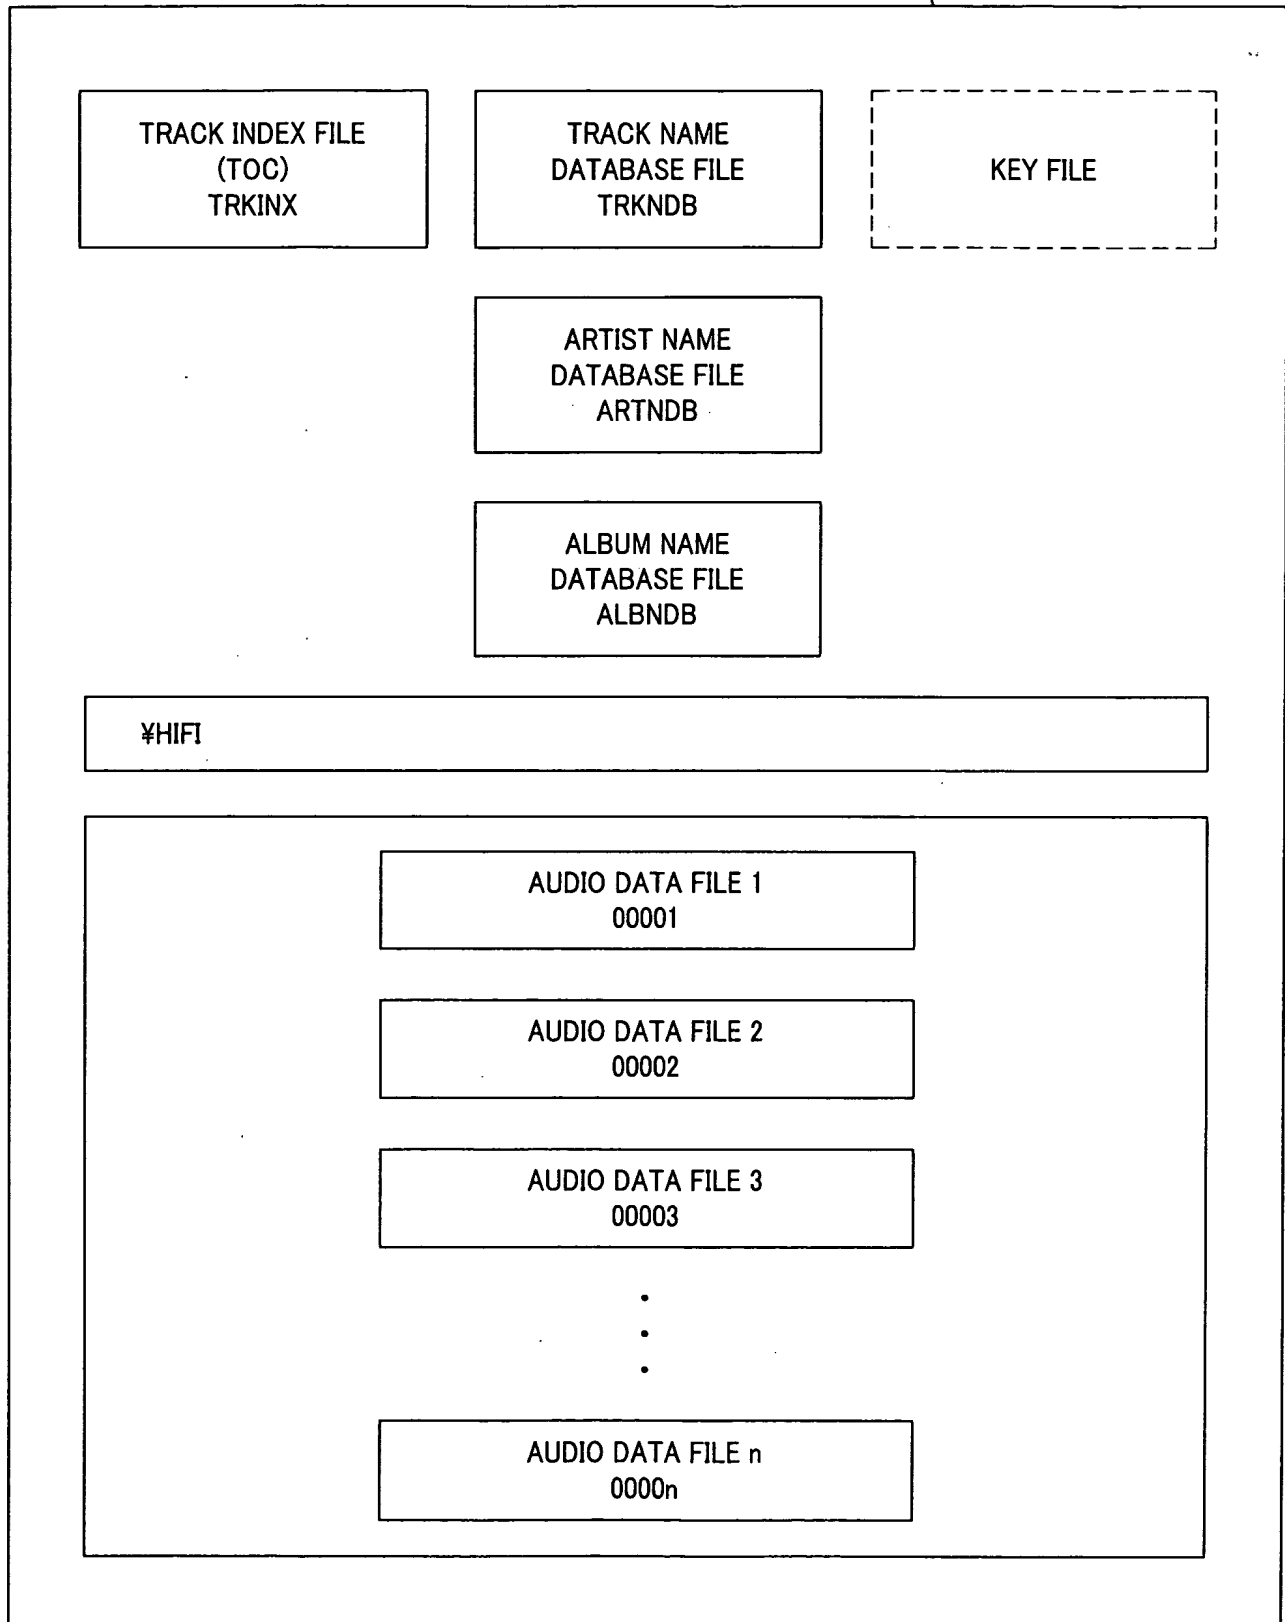 TRACK INDEX FILE
(TOC)
TRKINX
TRACK NAME
DATABASE FILE
TRKNDB
KEY FILE
ARTIST NAME
DATABASE FILE
ARTNDB
ALBUM NAME
DATABASE FILE
ALBNDB
¥HIFI
AUDIO DATA FILE 1
00001
AUDIO DATA FILE 2
00002
AUDIO DATA FILE 3
00003
AUDIO DATA FILE n
0000n